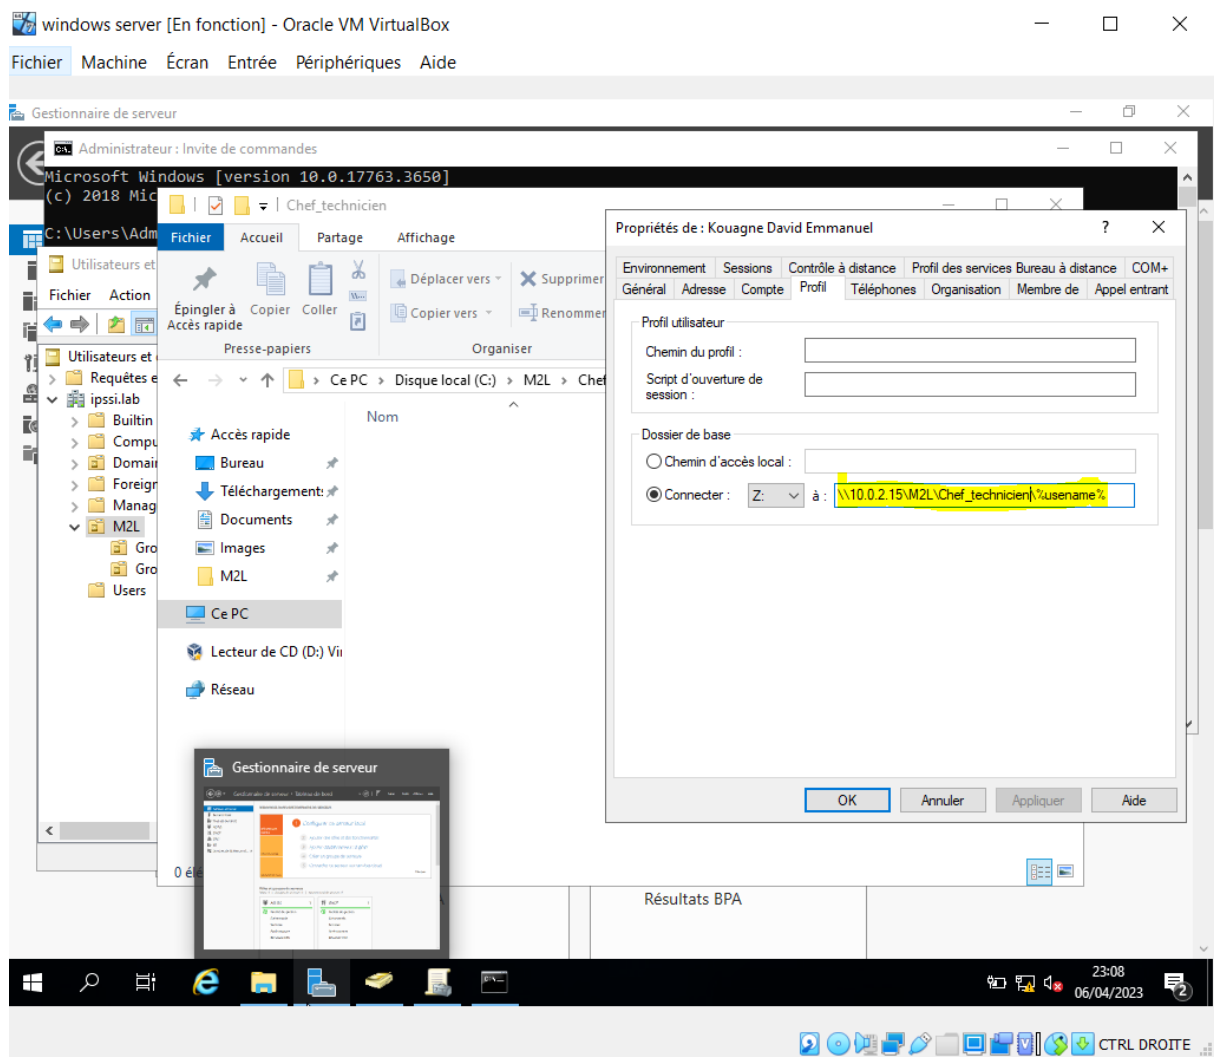 windows server [En fonction] - Oracle VM VirtualBox
Fichier Machine Écran Entrée Périphériques Aide
Gestionnaire de serveur
Administrateur : Invite de commandes
Microsoft Windows [version 10.0.17763.3650]
(c) 2018 Mic
C:\Users\Adm
Chef_technicien
Fichier Accueil Partage Affichage
Utilisateurs et
Fichier Action
Épingler à Accès rapide
Copier
Coller
Déplacer vers
Copier vers
Supprimer
Renommer
Presse-papiers
Organiser
Ce PC > Disque local (C:) > M2L > Chef
Nom
Utilisateurs et
Requêtes e
ipssi.lab
Builtin
Compu
Domain
Foreign
Manag
M2L
Gro
Gro
Users
Accès rapide
Bureau
Téléchargements
Documents
Images
M2L
Ce PC
Lecteur de CD (D:) Vi
Réseau
0 élé
Propriétés de : Kouagne David Emmanuel
? 
Environnement Sessions Contrôle à distance Profil des services Bureau à distance COM+
Général Adresse Compte Profil Téléphones Organisation Membre de Appel entrant
Profil utilisateur
Chemin du profil :
Script d'ouverture de
session :
Dossier de base
Chemin d'accès local :
Connecter : Z: à : \\10.0.2.15\M2L\Chef_technicien\%usename%
OK Annuler Appliquer Aide
Gestionnaire de serveur
Résultats BPA
23:08
06/04/2023
2
CTRL DROITE